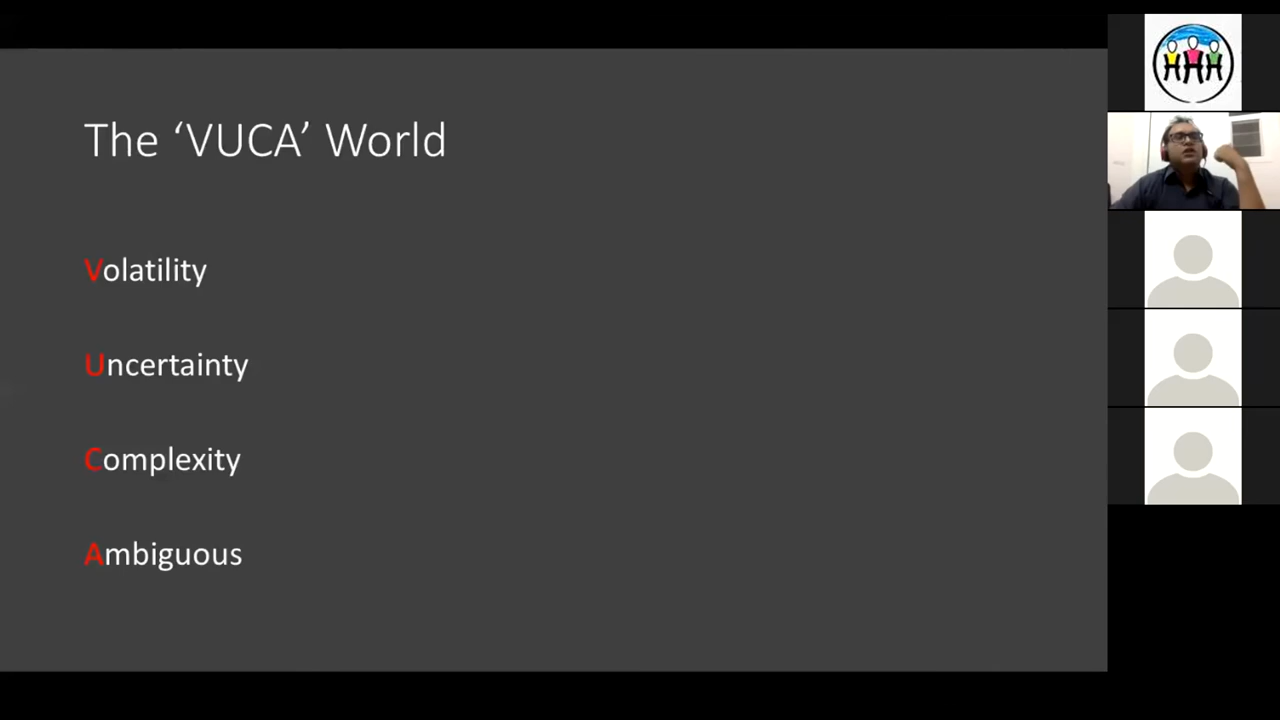 The ‘VUCA’ World
Volatility
Uncertainty
Complexity
Ambiguous